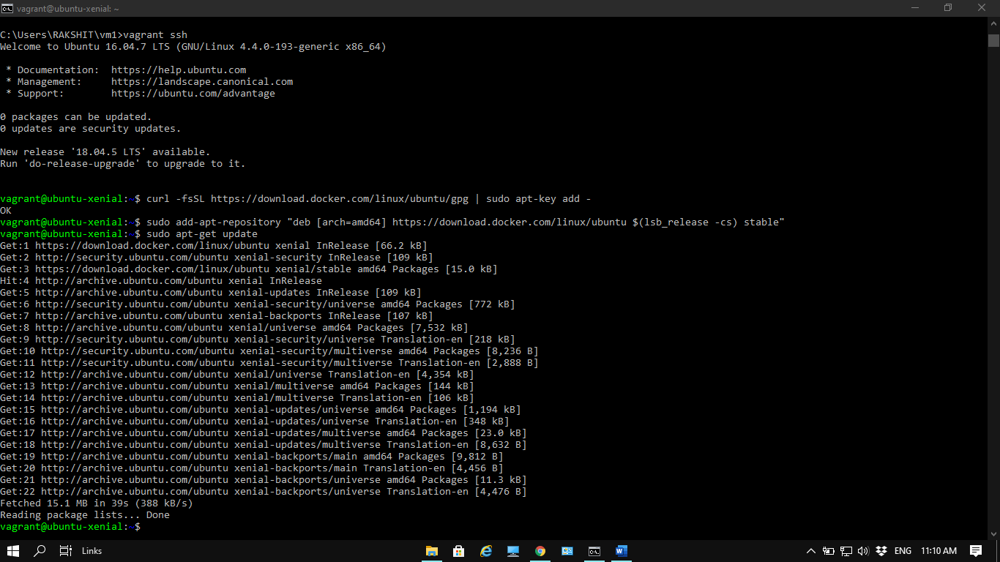 vagrant@ubuntu-xenial: ~
C:\Users\RAKSHIT\vm1>vagrant ssh
Welcome to Ubuntu 16.04.7 LTS (GNU/Linux 4.4.0-193-generic x86_64)
* Documentation:  https://help.ubuntu.com
* Management:     https://landscape.canonical.com
* Support:        https://ubuntu.com/advantage
0 packages can be updated.
0 updates are security updates.
New release '18.04.5 LTS' available.
Run 'do-release-upgrade' to upgrade to it.
vagrant@ubuntu-xenial:~$ curl -fsSL https://download.docker.com/linux/ubuntu/gpg | sudo apt-key add -
OK
vagrant@ubuntu-xenial:~$ sudo add-apt-repository "deb [arch=amd64] https://download.docker.com/linux/ubuntu $(lsb_release -cs) stable"
vagrant@ubuntu-xenial:~$ sudo apt-get update
Get:1 https://download.docker.com/linux/ubuntu xenial InRelease [66.2 kB]
Get:2 http://security.ubuntu.com/ubuntu xenial-security InRelease [109 kB]
Get:3 https://download.docker.com/linux/ubuntu xenial/stable amd64 Packages [15.0 kB]
Hit:4 http://archive.ubuntu.com/ubuntu xenial InRelease
Get:5 http://archive.ubuntu.com/ubuntu xenial-updates InRelease [109 kB]
Get:6 http://security.ubuntu.com/ubuntu xenial-security/universe amd64 Packages [772 kB]
Get:7 http://archive.ubuntu.com/ubuntu xenial-backports InRelease [107 kB]
Get:8 http://archive.ubuntu.com/ubuntu xenial/universe amd64 Packages [7,532 kB]
Get:9 http://security.ubuntu.com/ubuntu xenial-security/universe Translation-en [218 kB]
Get:10 http://security.ubuntu.com/ubuntu xenial-security/multiverse amd64 Packages [8,236 B]
Get:11 http://security.ubuntu.com/ubuntu xenial-security/multiverse Translation-en [2,888 B]
Get:12 http://archive.ubuntu.com/ubuntu xenial/universe Translation-en [4,354 kB]
Get:13 http://archive.ubuntu.com/ubuntu xenial/multiverse amd64 Packages [144 kB]
Get:14 http://archive.ubuntu.com/ubuntu xenial/multiverse Translation-en [106 kB]
Get:15 http://archive.ubuntu.com/ubuntu xenial-updates/universe amd64 Packages [1,194 kB]
Get:16 http://archive.ubuntu.com/ubuntu xenial-updates/universe Translation-en [348 kB]
Get:17 http://archive.ubuntu.com/ubuntu xenial-updates/multiverse amd64 Packages [23.0 kB]
Get:18 http://archive.ubuntu.com/ubuntu xenial-updates/multiverse Translation-en [8,632 B]
Get:19 http://archive.ubuntu.com/ubuntu xenial-backports/main amd64 Packages [9,812 B]
Get:20 http://archive.ubuntu.com/ubuntu xenial-backports/main Translation-en [4,456 B]
Get:21 http://archive.ubuntu.com/ubuntu xenial-backports/universe amd64 Packages [11.3 kB]
Get:22 http://archive.ubuntu.com/ubuntu xenial-backports/universe Translation-en [4,476 B]
Fetched 15.1 MB in 39s (388 kB/s)
Reading package lists... Done
vagrant@ubuntu-xenial:~$
Links ENG 11:10 AM